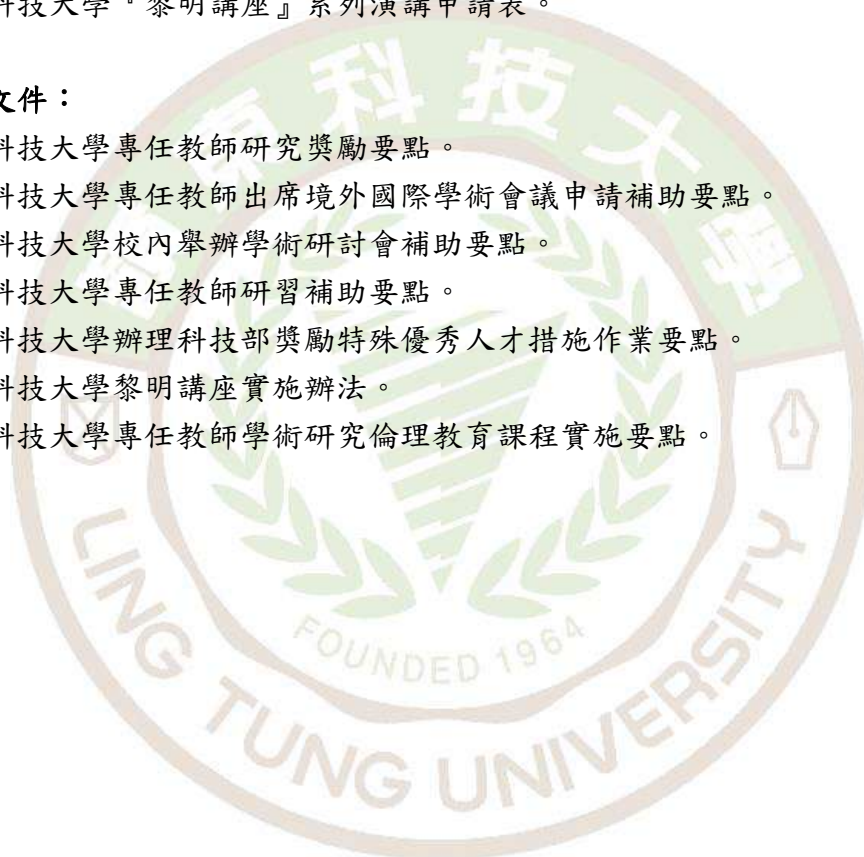 科技大學『黎明講座』系列演講申請表。
文件：
科技大學專任教師研究獎勵要點。
科技大學專任教師出席境外國際學術會議申請補助要點。
科技大學校內舉辦學術研討會補助要點。
科技大學專任教師研習補助要點。
科技大學辦理科技部獎勵特殊優秀人才措施作業要點。
科技大學黎明講座實施辦法。
科技大學專任教師學術研究倫理教育課程實施要點。
嶺東科技大學
FOUNDED 1964
LING TUNG UNIVERSITY